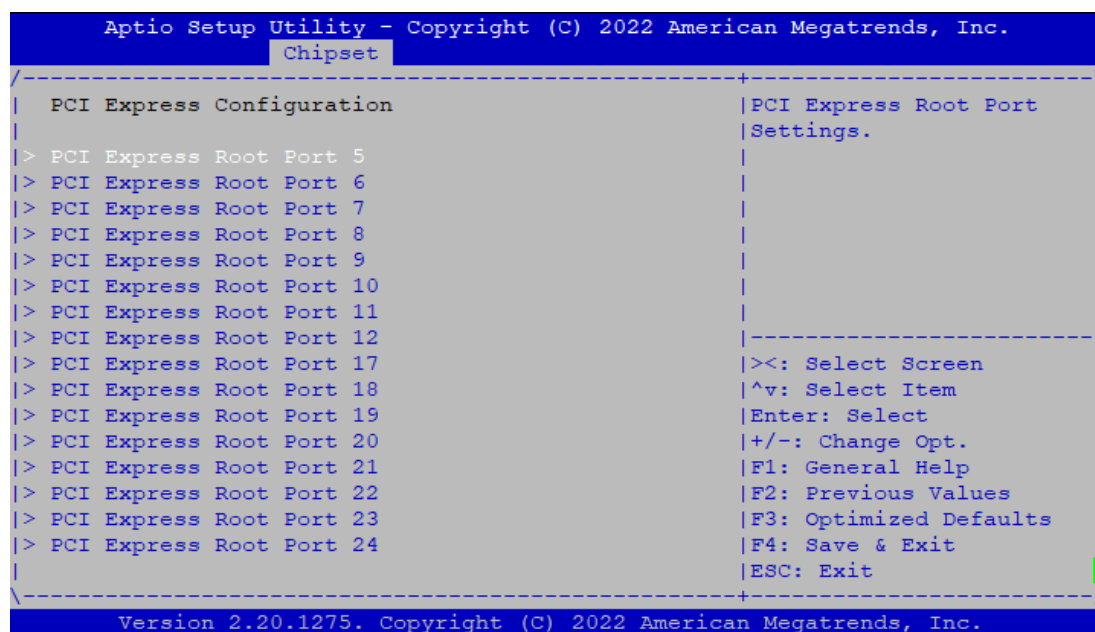 Aptio Setup Utility - Copyright (C) 2022 American Megatrends, Inc.
Chipset
PCI Express Configuration
> PCI Express Root Port 5
> PCI Express Root Port 6
> PCI Express Root Port 7
> PCI Express Root Port 8
> PCI Express Root Port 9
> PCI Express Root Port 10
> PCI Express Root Port 11
> PCI Express Root Port 12
> PCI Express Root Port 17
> PCI Express Root Port 18
> PCI Express Root Port 19
> PCI Express Root Port 20
> PCI Express Root Port 21
> PCI Express Root Port 22
> PCI Express Root Port 23
> PCI Express Root Port 24
PCI Express Root Port
Settings.
><: Select Screen
^v: Select Item
Enter: Select
+/-: Change Opt.
F1: General Help
F2: Previous Values
F3: Optimized Defaults
F4: Save & Exit
ESC: Exit
Version 2.20.1275. Copyright (C) 2022 American Megatrends, Inc.